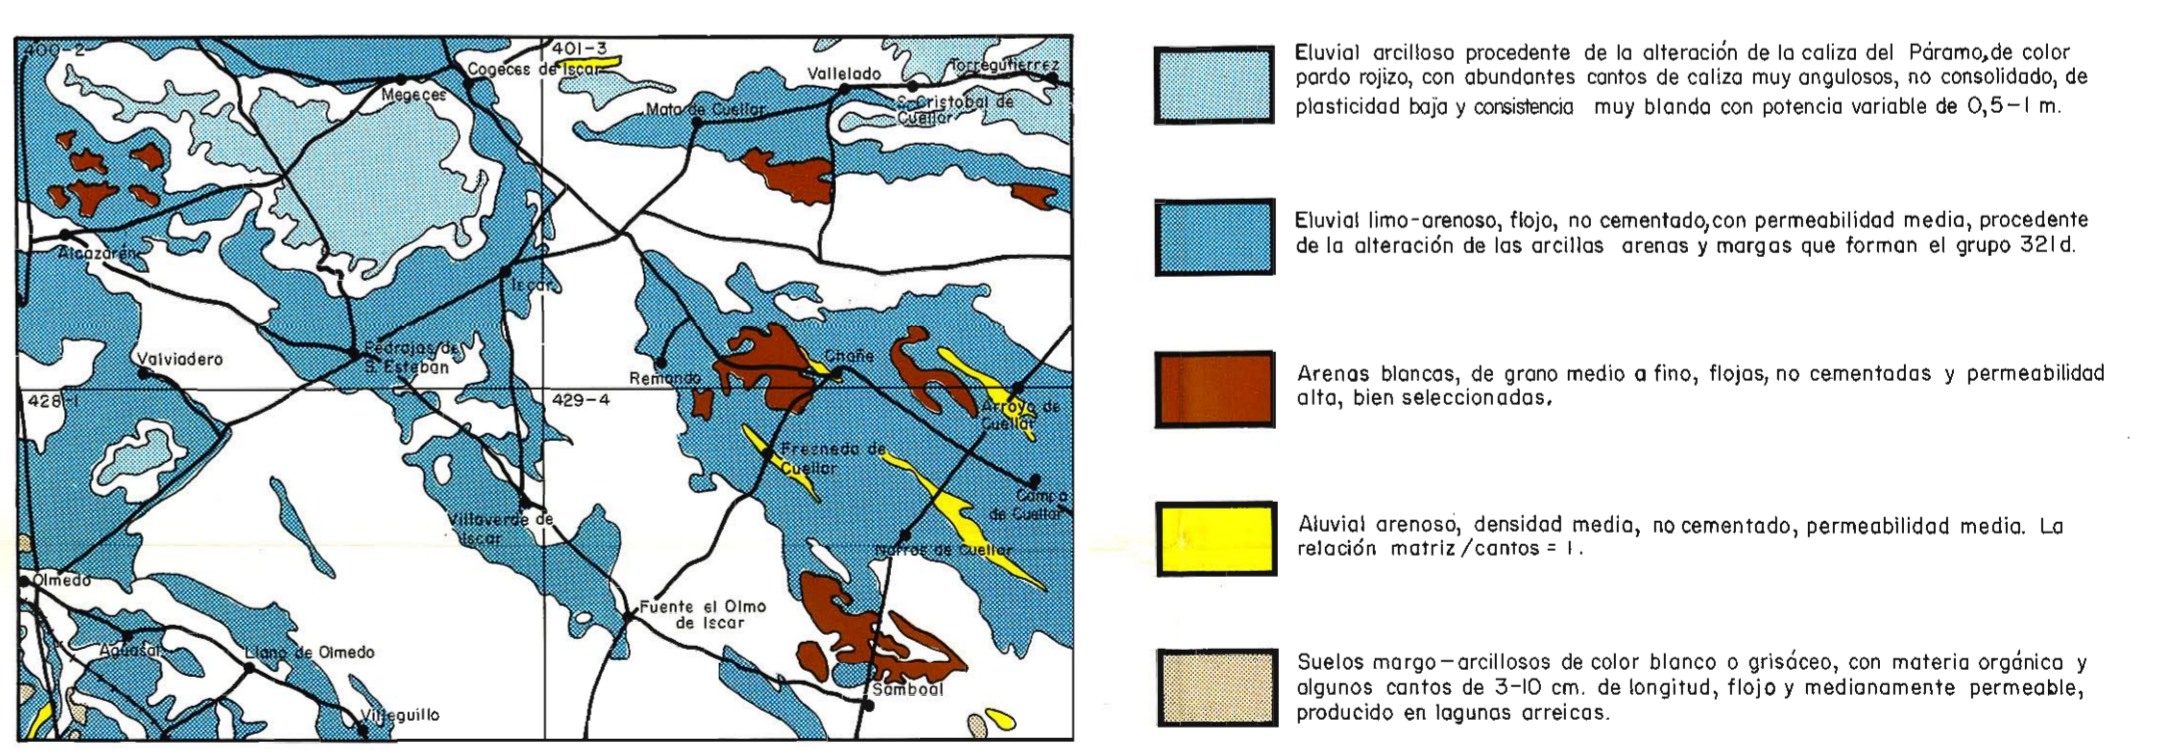 400-2
401-3
Cogeces de Iscar
Megeces
Vallelado
Torregutierrez
Mata de Cuellar
S. Cristobal de
Cuellar
Alcazarén
Iscar
Valviadero
Pedrajas de
S. Esteban
Remondo
Chañe
428-1
429-4
Arroyo de
Cuellar
Fresneda de
Cuellar
Campo
de Cuellar
Villaverde de
Iscar
Narros de Cuellar
Olmedo
Fuente el Olmo
de Iscar
Aguasal
Llano de Olmedo
Samboal
Villeguillo
Eluvial arcilloso procedente de la alteración de la caliza del Páramo, de color
pardo rojizo, con abundantes cantos de caliza muy angulosos, no consolidado, de
plasticidad baja y consistencia muy blanda con potencia variable de 0,5-1 m.
Eluvial limo-arenoso, flojo, no cementado, con permeabilidad media, procedente
de la alteración de las arcillas arenas y margas que forman el grupo 321d.
Arenas blancas, de grano medio a fino, flojas, no cementadas y permeabilidad
alta, bien seleccionadas.
Aluvial arenoso, densidad media, no cementado, permeabilidad media. La
relación matriz/cantos = 1.
Suelos margo-arcillosos de color blanco o grisáceo, con materia orgánica y
algunos cantos de 3-10 cm. de longitud, flojo y medianamente permeable,
producido en lagunas arreicas.